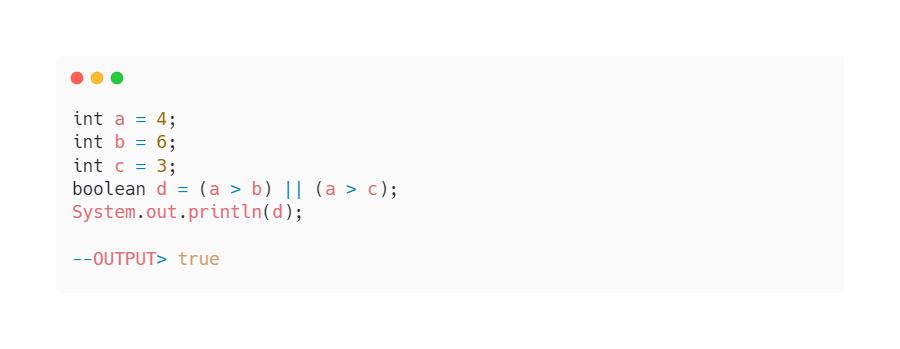 int a = 4;
int b = 6;
int c = 3;
boolean d = (a > b) || (a > c);
System.out.println(d);
--OUTPUT> true